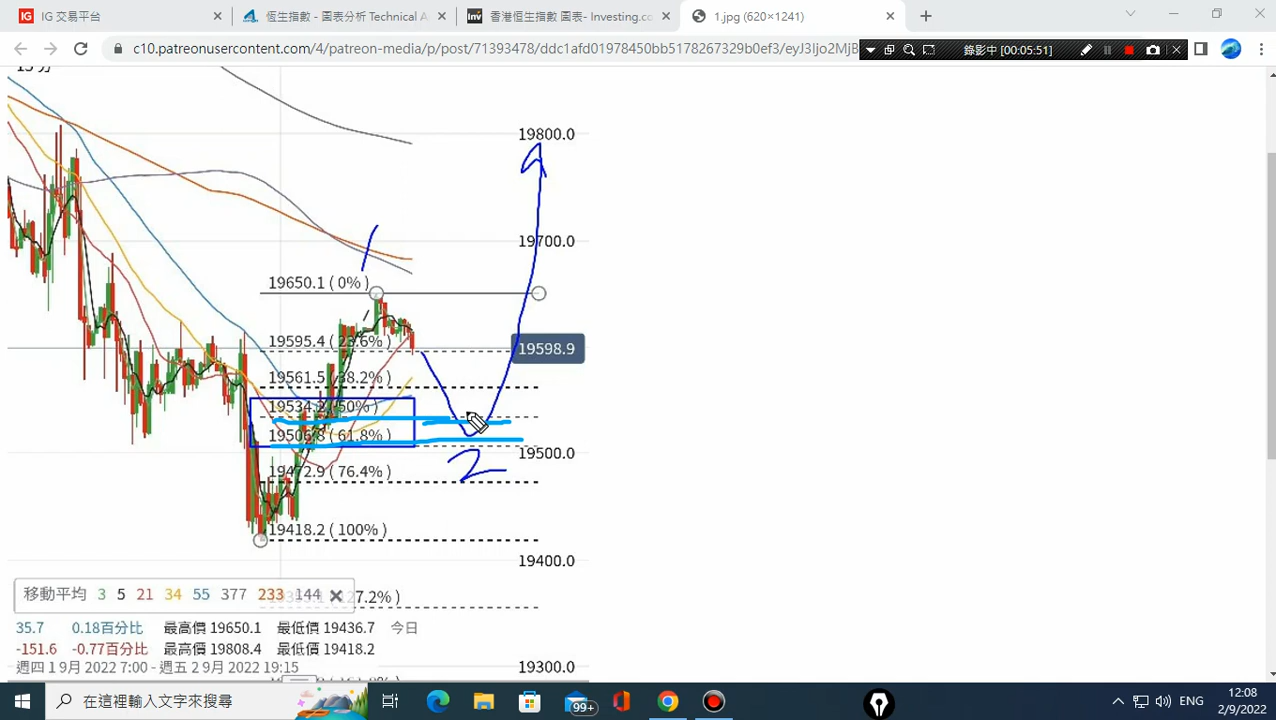 IG 交易平台
恆生指數 - 圖表分析 Technical A
香港恒生指數 圖表- Investing.co
1.jpg (620×1241)
c10.patreonusercontent.com/4/patreon-media/p/post/71393478/ddc1afd01978450bb5178267329b0ef3/eyJ3Ijo2MjB
錄影中 [00:05:51]
15 分
19800.0
19700.0
1
19650.1 ( 0% )
19595.4 ( 23.6% )
19598.9
19561.5 ( 38.2% )
19534.2 ( 50% )
19506.8 ( 61.8% )
19500.0
2
19472.9 ( 76.4% )
19418.2 ( 100% )
19400.0
移動平均 3 5 21 34 55 377 233 144
27.2% )
35.7 0.18百分比 最高價 19650.1 最低價 19436.7 今日
-151.6 -0.77百分比 最高價 19808.4 最低價 19418.2
週四 1 9月 2022 7:00 - 週五 2 9月 2022 19:15
19300.0
在這裡輸入文字來搜尋
99+
ENG
12:08
2/9/2022